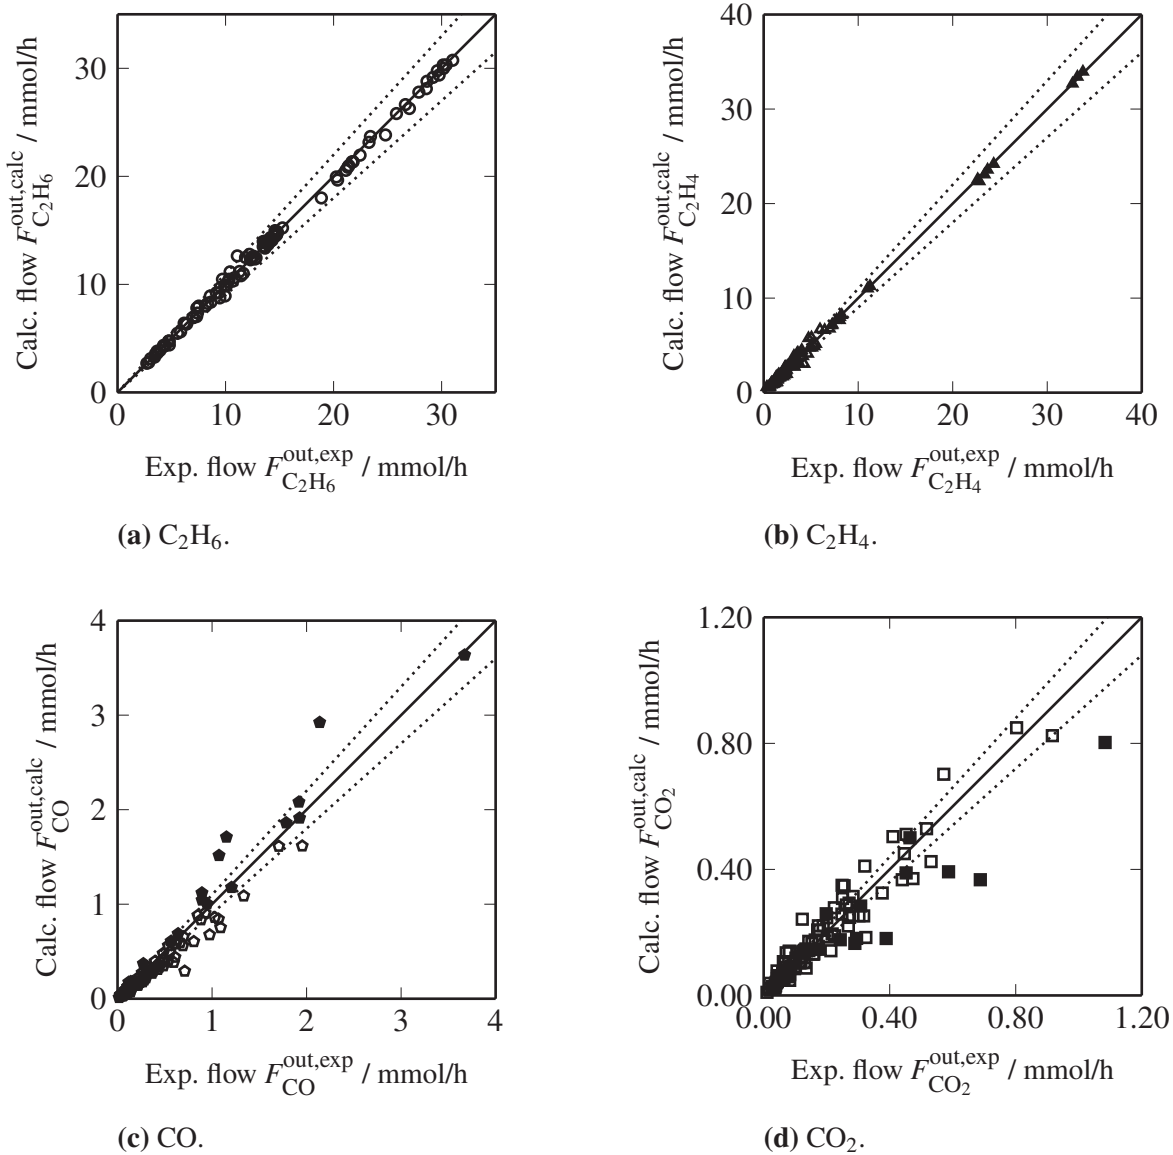 Calc. flow F^out,calc_C2H6 / mmol/h
30
20
10
0
0 10 20 30
Exp. flow F^out,exp_C2H6 / mmol/h
(a) C2H6.
Calc. flow F^out,calc_C2H4 / mmol/h
40
30
20
10
0
0 10 20 30 40
Exp. flow F^out,exp_C2H4 / mmol/h
(b) C2H4.
Calc. flow F^out,calc_CO / mmol/h
4
3
2
1
0
0 1 2 3 4
Exp. flow F^out,exp_CO / mmol/h
(c) CO.
Calc. flow F^out,calc_CO2 / mmol/h
1.20
0.80
0.40
0.00
0.00 0.40 0.80 1.20
Exp. flow F^out,exp_CO2 / mmol/h
(d) CO2.